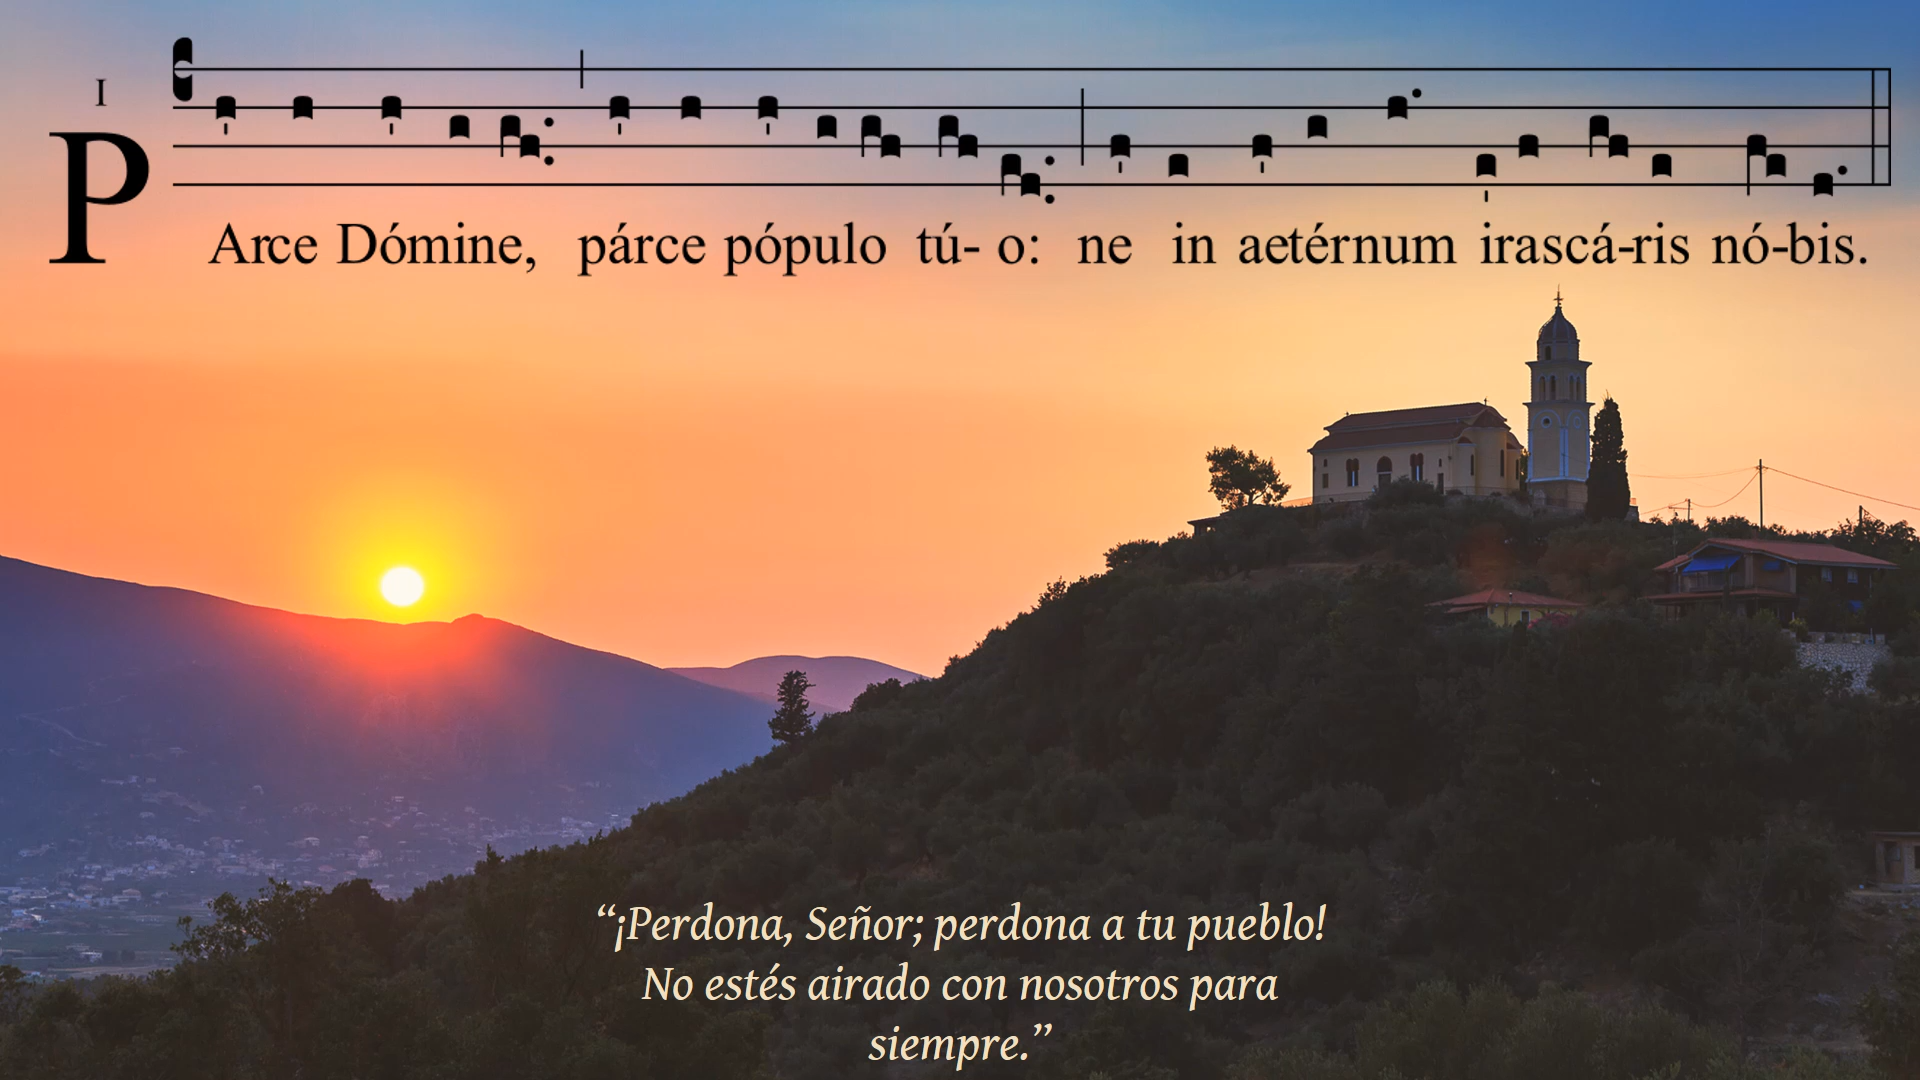 I
PArce Dómine, párce pópulo tú- o: ne in aetérnum irascá-ris nó-bis.
“¡Perdona, Señor; perdona a tu pueblo!
No estés airado con nosotros para
siempre.”